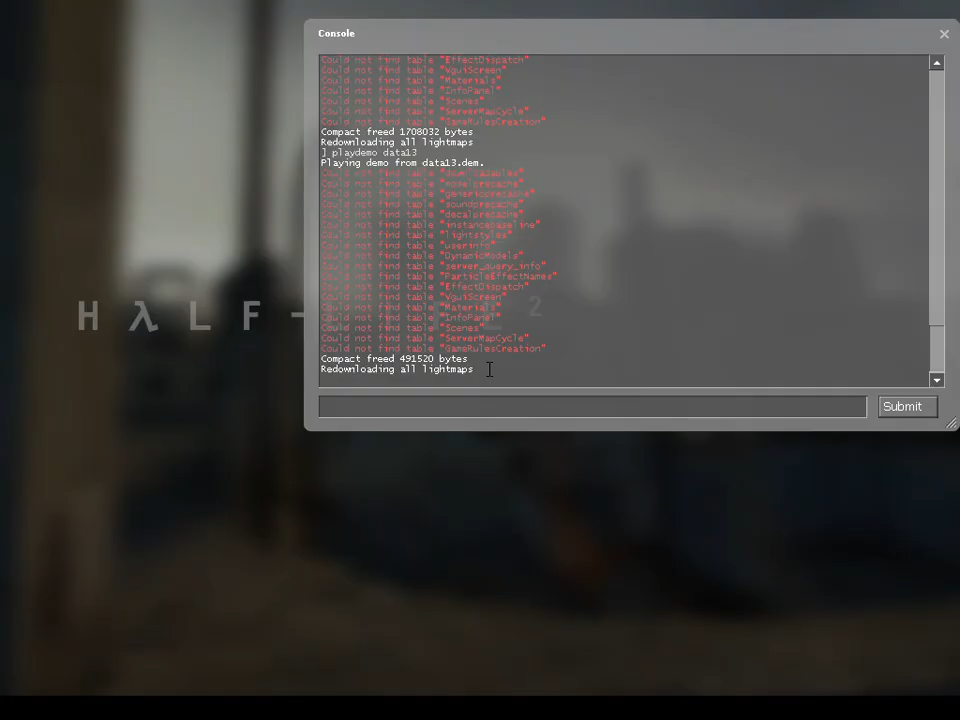 Console
Could not find table "EffectDispatch"
Could not find table "VguiScreen"
Could not find table "Materials"
Could not find table "InfoPanel"
Could not find table "Scenes"
Could not find table "ServerMapCycle"
Could not find table "GameRulesCreation"
Compact freed 1708032 bytes
Redownloading all lightmaps
] playdemo data13
Playing demo from data13.dem.
Could not find table "downloadables"
Could not find table "modelprecache"
Could not find table "genericprecache"
Could not find table "soundprecache"
Could not find table "decalprecache"
Could not find table "instancebaseline"
Could not find table "lightstyles"
Could not find table "userinfo"
Could not find table "DynamicModels"
Could not find table "server_query_info"
Could not find table "ParticleEffectNames"
Could not find table "EffectDispatch"
Could not find table "VguiScreen"
Could not find table "Materials"
Could not find table "InfoPanel"
Could not find table "Scenes"
Could not find table "ServerMapCycle"
Could not find table "GameRulesCreation"
Compact freed 491520 bytes
Redownloading all lightmaps
Submit
HλLF-
2